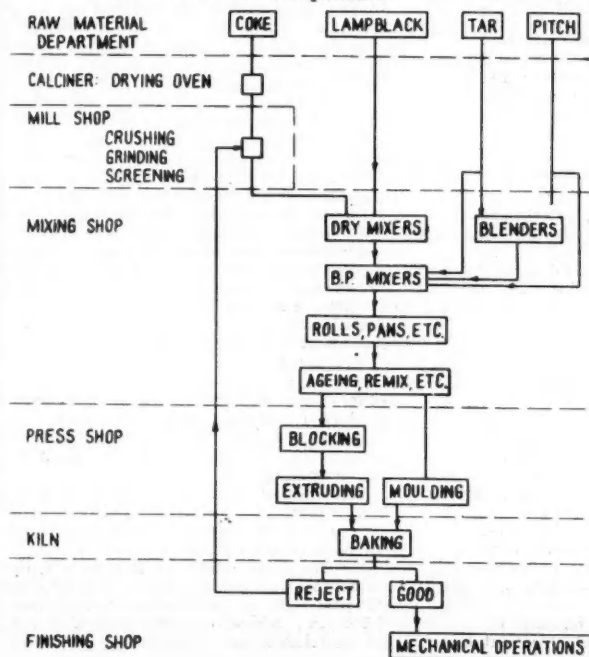 RAW MATERIAL DEPARTMENT
COKE
LAMPBLACK
TAR
PITCH
CALCINER: DRYING OVEN
MILL SHOP
CRUSHING
GRINDING
SCREENING
MIXING SHOP
DRY MIXERS
BLENDERS
B.P. MIXERS
ROLLS, PANS, ETC.
AGEING, REMIX, ETC.
PRESS SHOP
BLOCKING
EXTRUDING
MOULDING
KILN
BAKING
REJECT
GOOD
FINISHING SHOP
MECHANICAL OPERATIONS